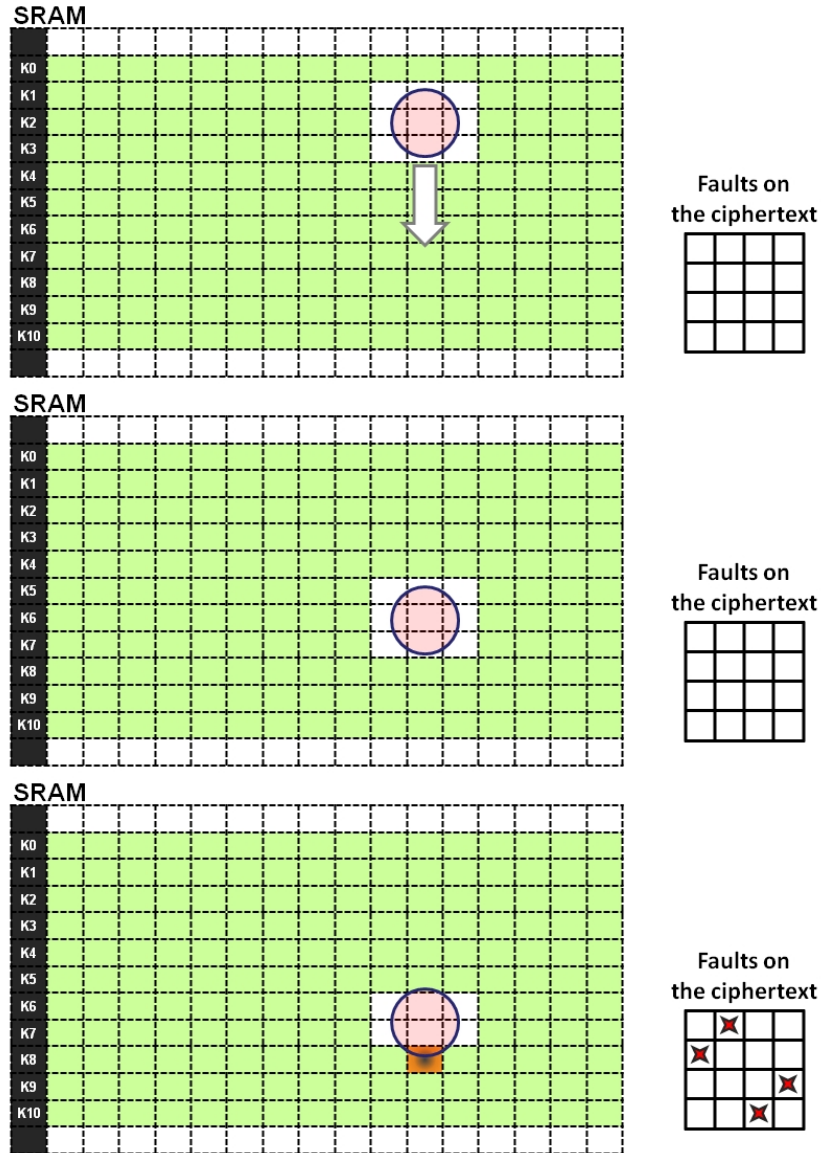 SRAM
K0
K1
K2
K3
K4
K5
K6
K7
K8
K9
K10
Faults on
the ciphertext
SRAM
K0
K1
K2
K3
K4
K5
K6
K7
K8
K9
K10
Faults on
the ciphertext
SRAM
K0
K1
K2
K3
K4
K5
K6
K7
K8
K9
K10
Faults on
the ciphertext